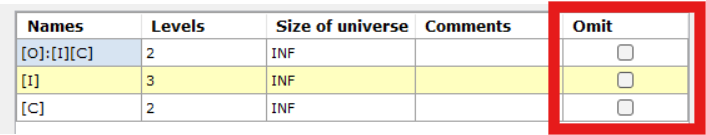 Names Levels Size of universe Comments Omit
[O]:[I][C] 2 INF
[I] 3 INF
[C] 2 INF